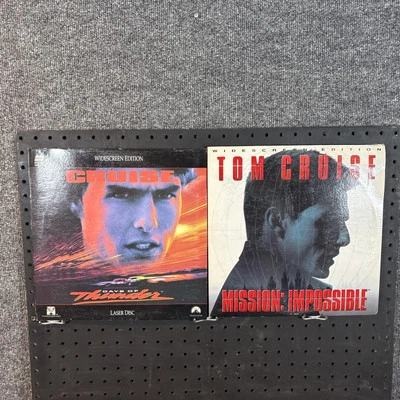 WIDESCREEN EDITION
CRUISE
DAYS OF
Thunder
LASER DISC
WIDESCREEN EDITION
TOM CRUISE
MISSION: IMPOSSIBLE